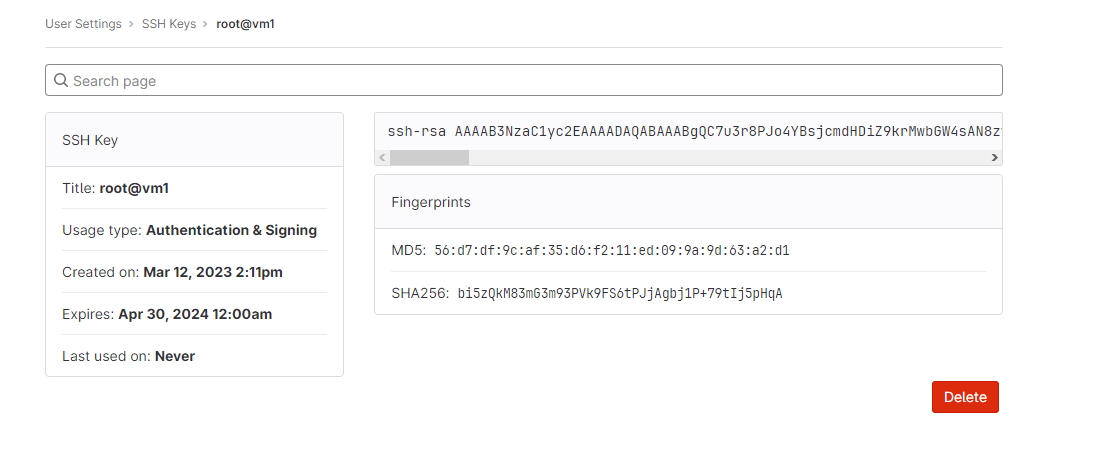 User Settings > SSH Keys > root@vm1
Search page
SSH Key
Title: root@vm1
Usage type: Authentication & Signing
Created on: Mar 12, 2023 2:11pm
Expires: Apr 30, 2024 12:00am
Last used on: Never
ssh-rsa AAAAB3NzaC1yc2EAAAADAQABAAABgQC7u3r8PJo4YBsjcmdHDiZ9krMwbGW4sAN8z
Fingerprints
MD5: 56:d7:df:9c:af:35:d6:f2:11:ed:09:9a:9d:63:a2:d1
SHA256: bi5zQkM83mG3m93PVk9FS6tPJjAgbj1P+79tIj5pHqA
Delete